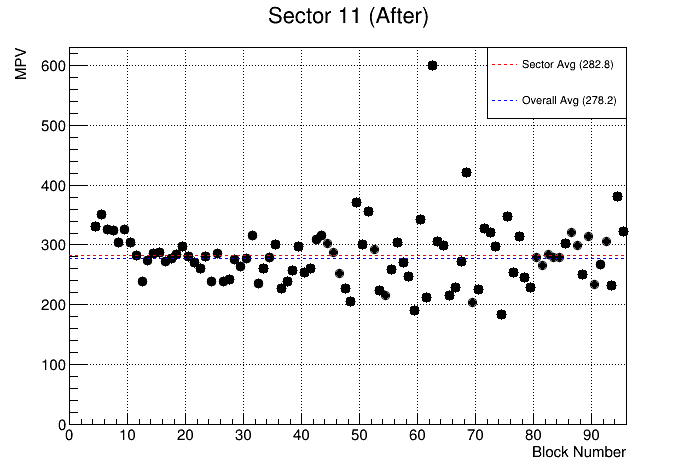 Sector 11 (After)
MPV
600
500
400
300
200
100
0
0 10 20 30 40 50 60 70 80 90
Block Number
Sector Avg (282.8)
Overall Avg (278.2)